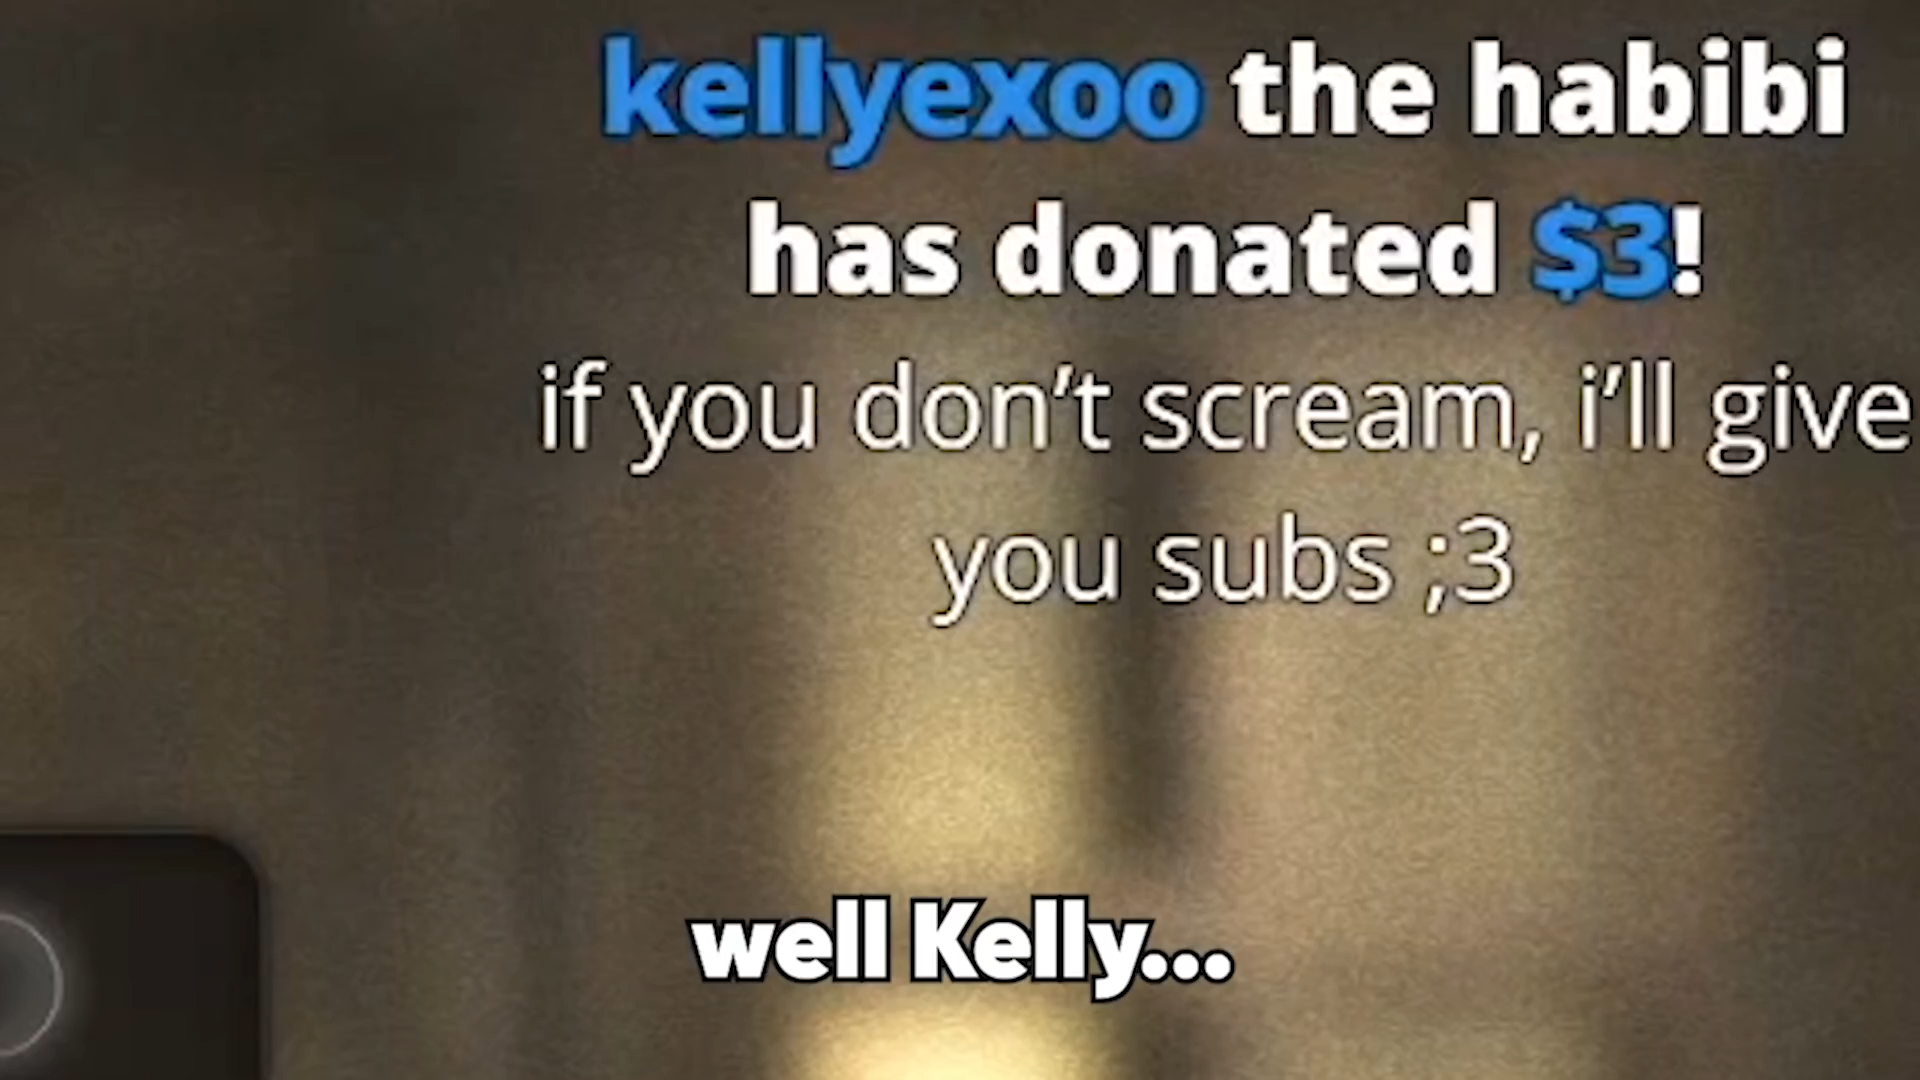 kellyexoo the habibi
has donated $3!
if you don't scream, i'll give
you subs ;3
well Kelly...